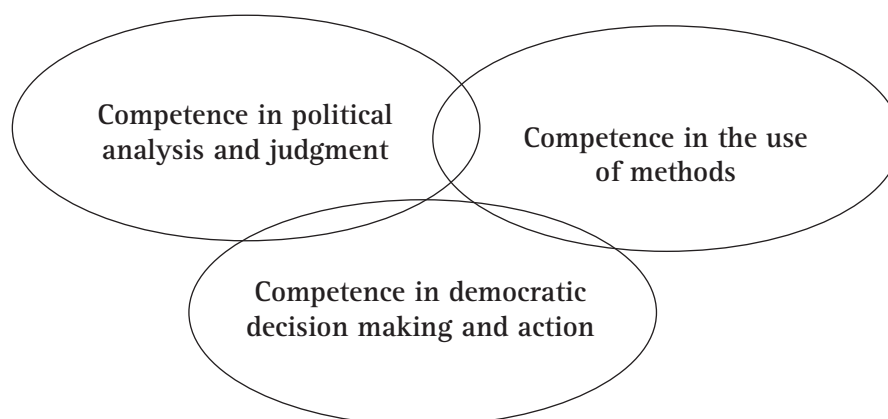 Competence in political
analysis and judgment
Competence in the use
of methods
Competence in democratic
decision making and action